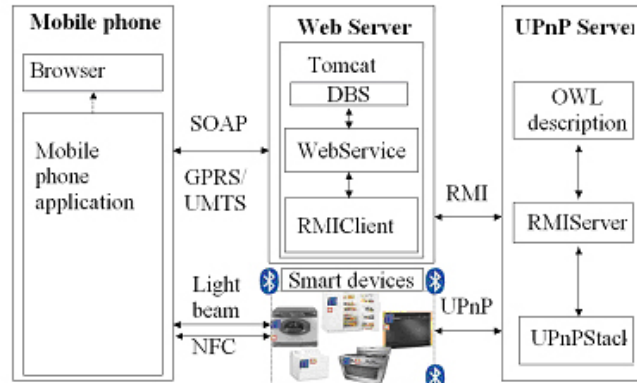 Mobile phone
Browser
Mobile
phone
application
SOAP
GPRS/
UMTS
Light
beam
NFC
Web Server
Tomcat
DBS
WebService
RMIClient
Smart devices
RMI
UPnP
UPnP Server
OWL
description
RMIServer
UPnPStack